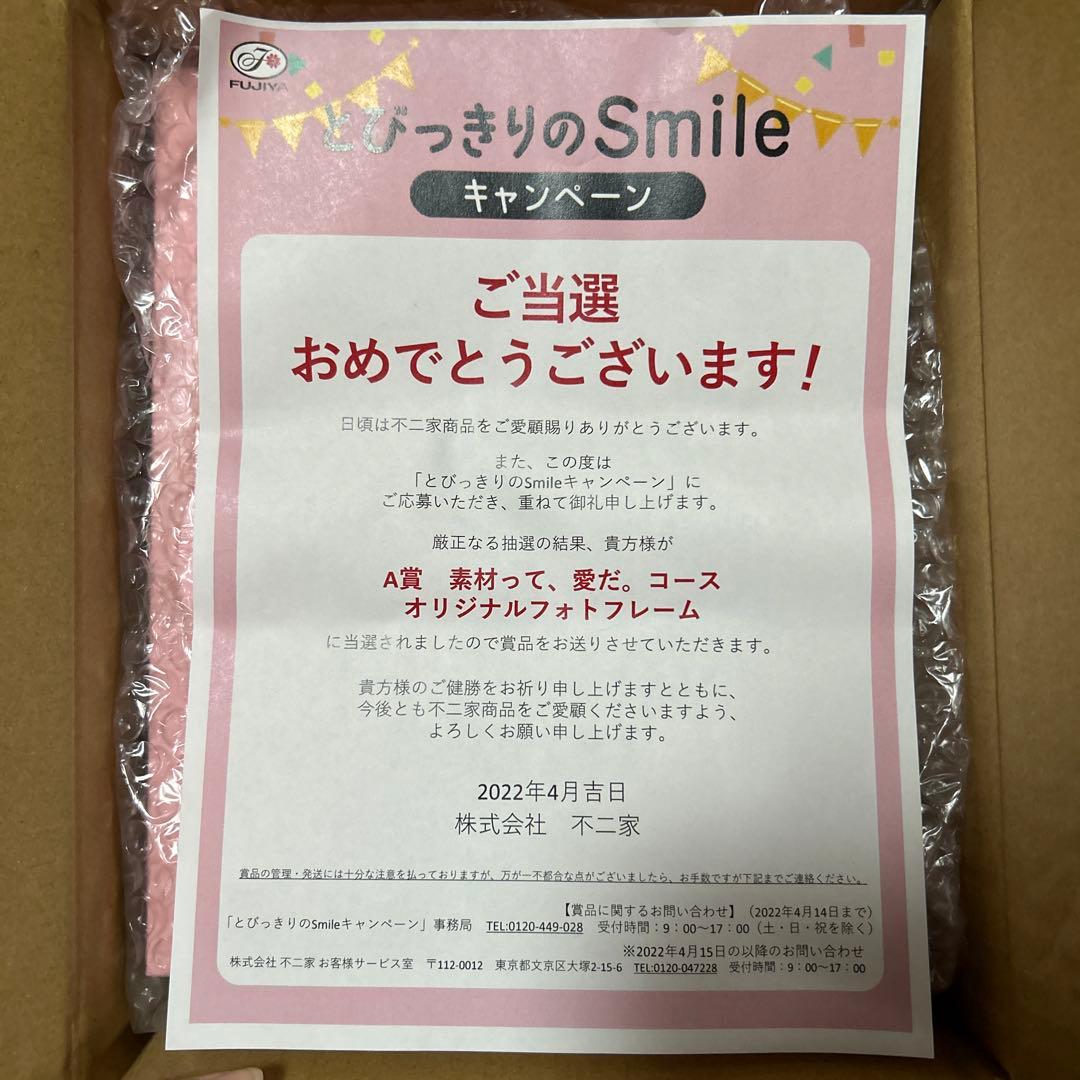 FUJIYA
とびっきりのSmile
キャンペーン
ご当選
おめでとうございます!
日頃は不二家商品をご愛顧賜りありがとうございます。
また、この度は
「とびっきりのSmileキャンペーン」に
ご応募いただき、重ねて御礼申し上げます。
厳正なる抽選の結果、貴方様が
A賞 素材って、愛だ。コース
オリジナルフォトフレーム
に当選されましたので賞品をお送りさせていただきます。
貴方様のご健勝をお祈り申し上げますとともに、
今後とも不二家商品をご愛顧くださいますよう、
よろしくお願い申し上げます。
2022年4月吉日
株式会社 不二家
賞品の管理・発送には十分な注意を払っておりますが、万が一不都合な点がございましたら、お手数ですが下記までご連絡ください。
【賞品に関するお問い合わせ】（2022年4月14日まで）
「とびっきりのSmileキャンペーン」事務局 TEL:0120-449-028 受付時間：9：00～17：00（土・日・祝を除く）
※2022年4月15日の以降のお問い合わせ
株式会社 不二家 お客様サービス室 〒112-0012 東京都文京区大塚2-15-6 TEL:0120-047228 受付時間：9：00～17：00